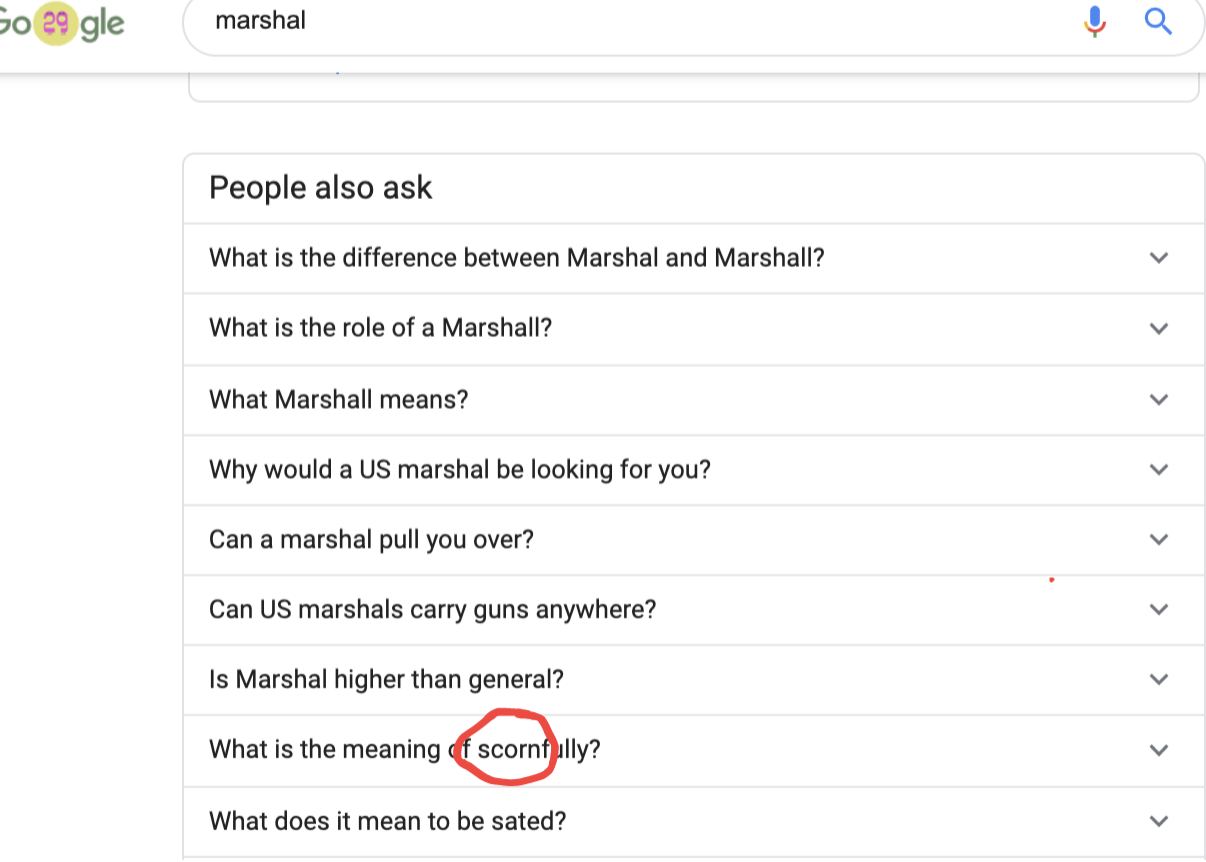 Go29gle
marshal
People also ask
What is the difference between Marshal and Marshall?
What is the role of a Marshall?
What Marshall means?
Why would a US marshal be looking for you?
Can a marshal pull you over?
Can US marshals carry guns anywhere?
Is Marshal higher than general?
What is the meaning of scornfully?
What does it mean to be sated?